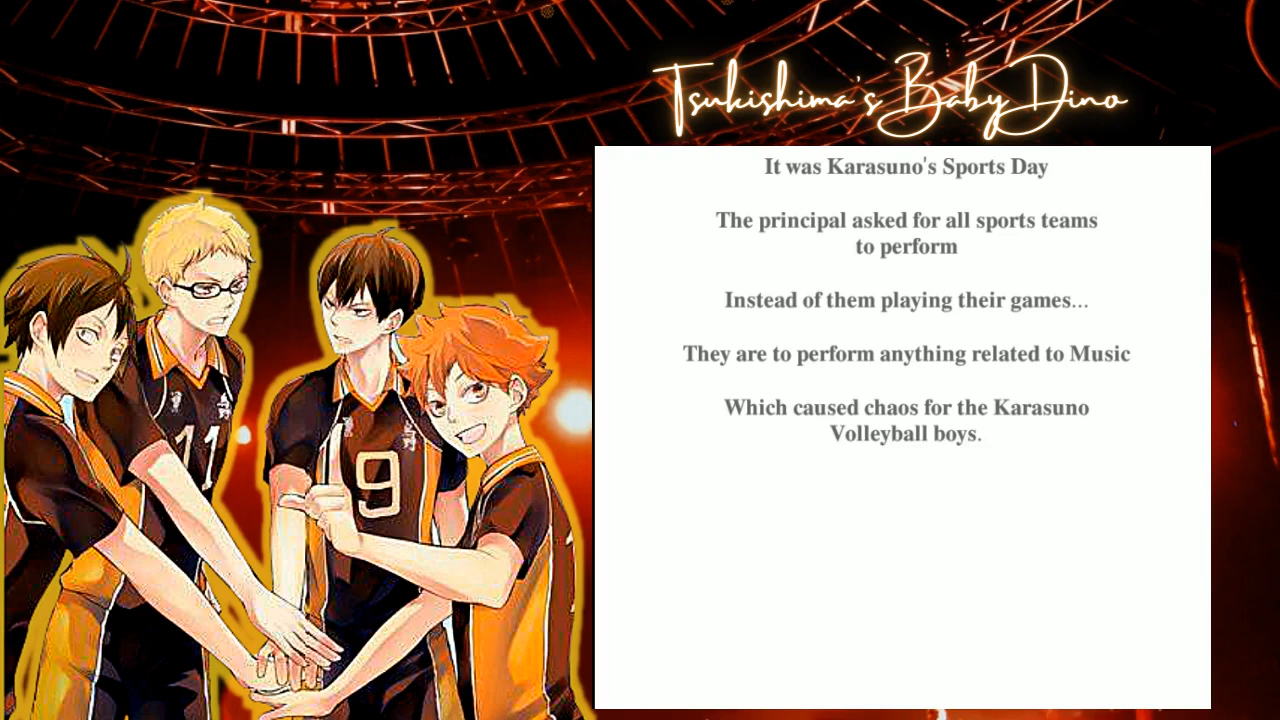 Tsukishima's Baby Dino
It was Karasuno's Sports Day
The principal asked for all sports teams
to perform
Instead of them playing their games...
They are to perform anything related to Music
Which caused chaos for the Karasuno
Volleyball boys.
11
9